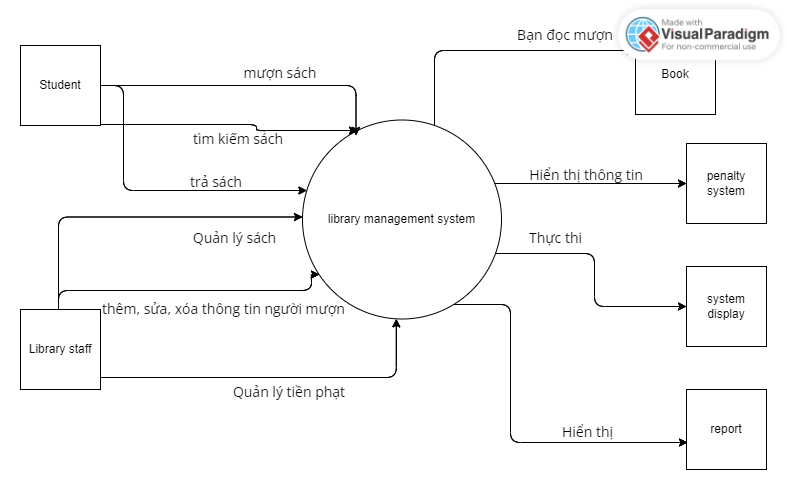 Bạn đọc mượn
Made with
VisualParadigm
For non-commercial use
Student
mượn sách
Book
tìm kiếm sách
trả sách
Hiển thị thông tin
penalty
system
library management system
Quản lý sách
Thực thi
thêm, sửa, xóa thông tin người mượn
system
display
Library staff
Quản lý tiền phạt
Hiển thị
report